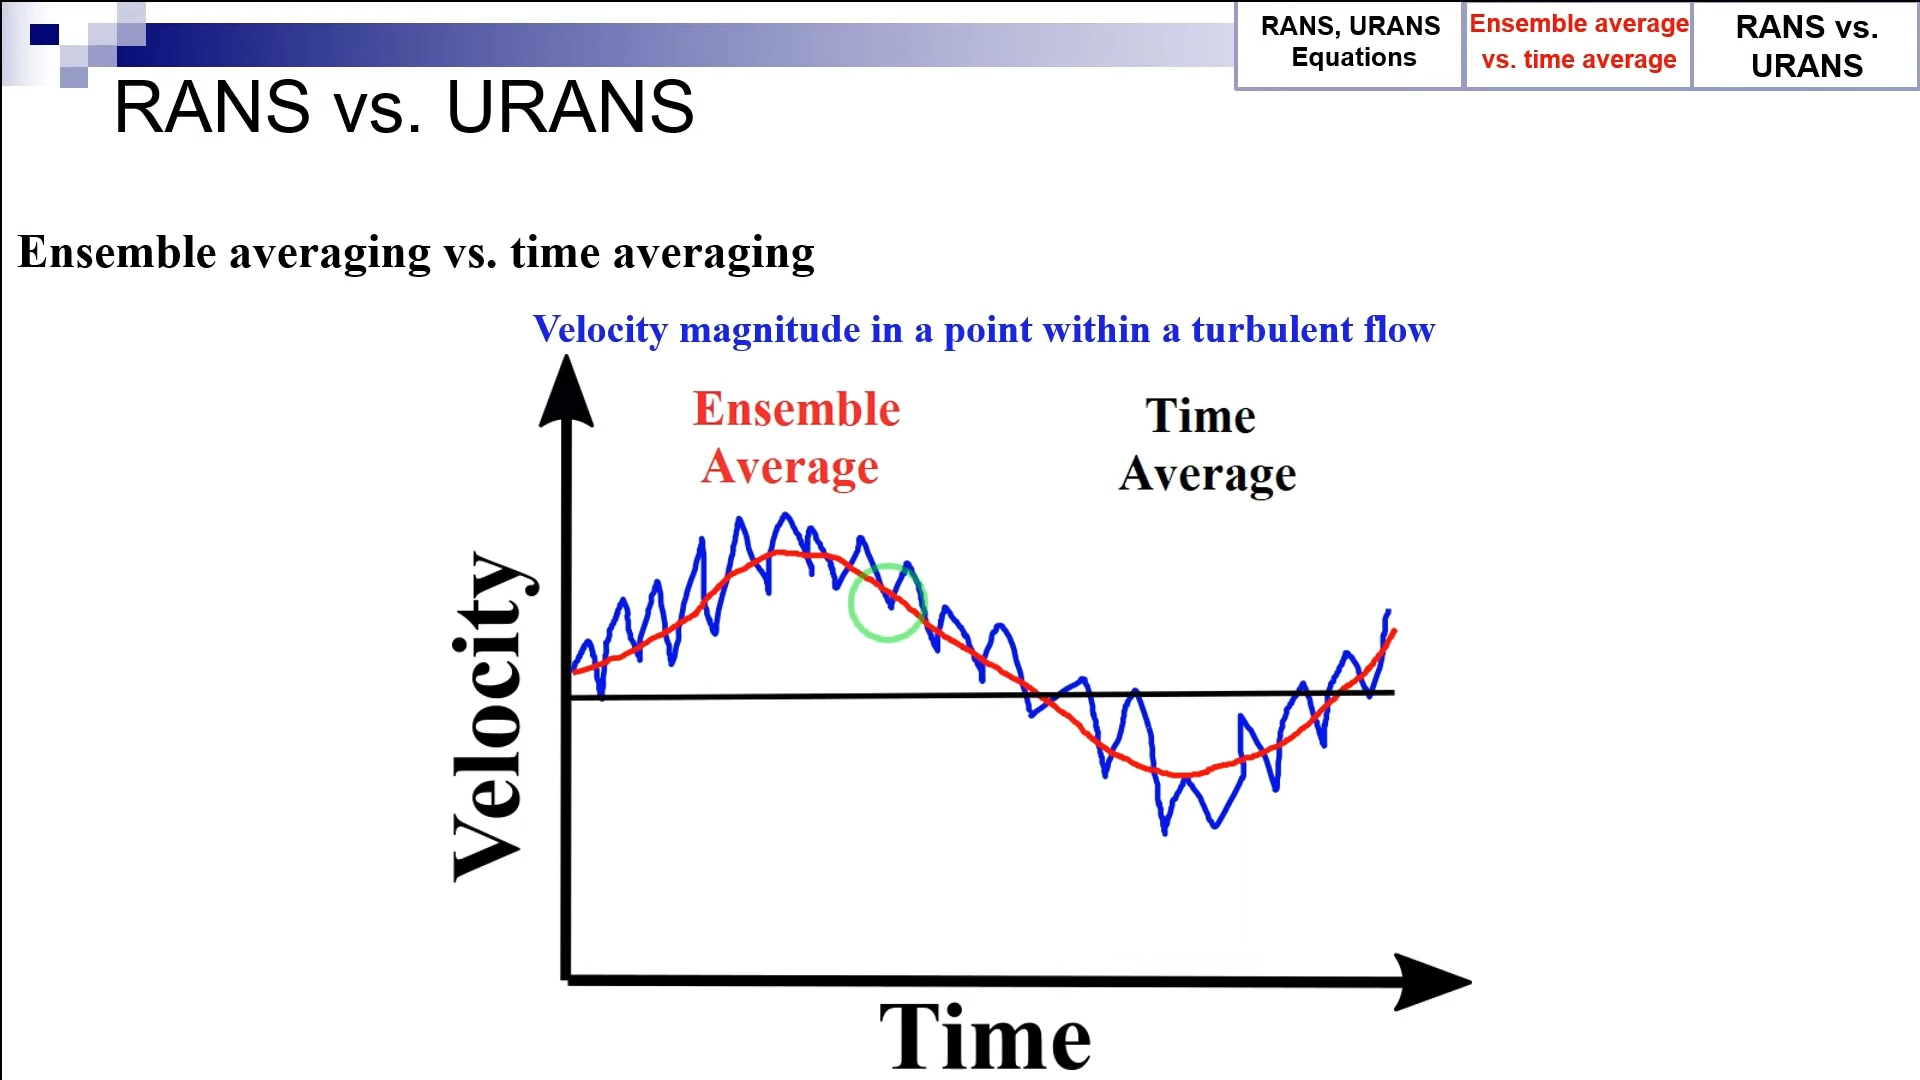 RANS, URANS
Equations
Ensemble average
vs. time average
RANS vs.
URANS
RANS vs. URANS
Ensemble averaging vs. time averaging
Velocity magnitude in a point within a turbulent flow
Ensemble
Average
Time
Average
Velocity
Time